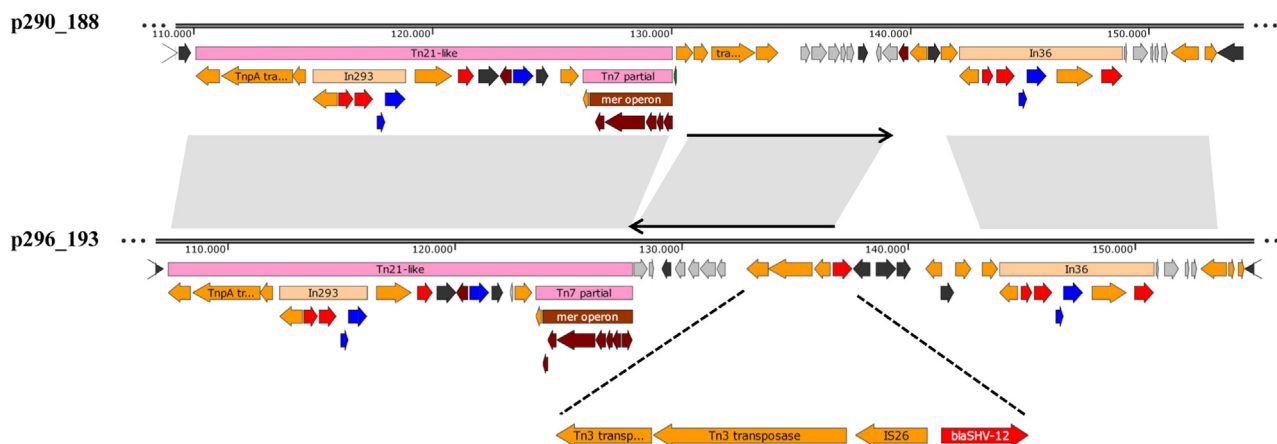 p290_188
110.000 120.000 130.000 140.000 150.000
Tn21-like tra... In36
TnpA tra... In293 Tn7 partial
mer operon
p296_193
110.000 120.000 130.000 140.000 150.000
Tn21-like In36
TnpA tr... In293 Tn7 partial
mer operon
Tn3 transp... Tn3 transposase IS26 blaSHV-12